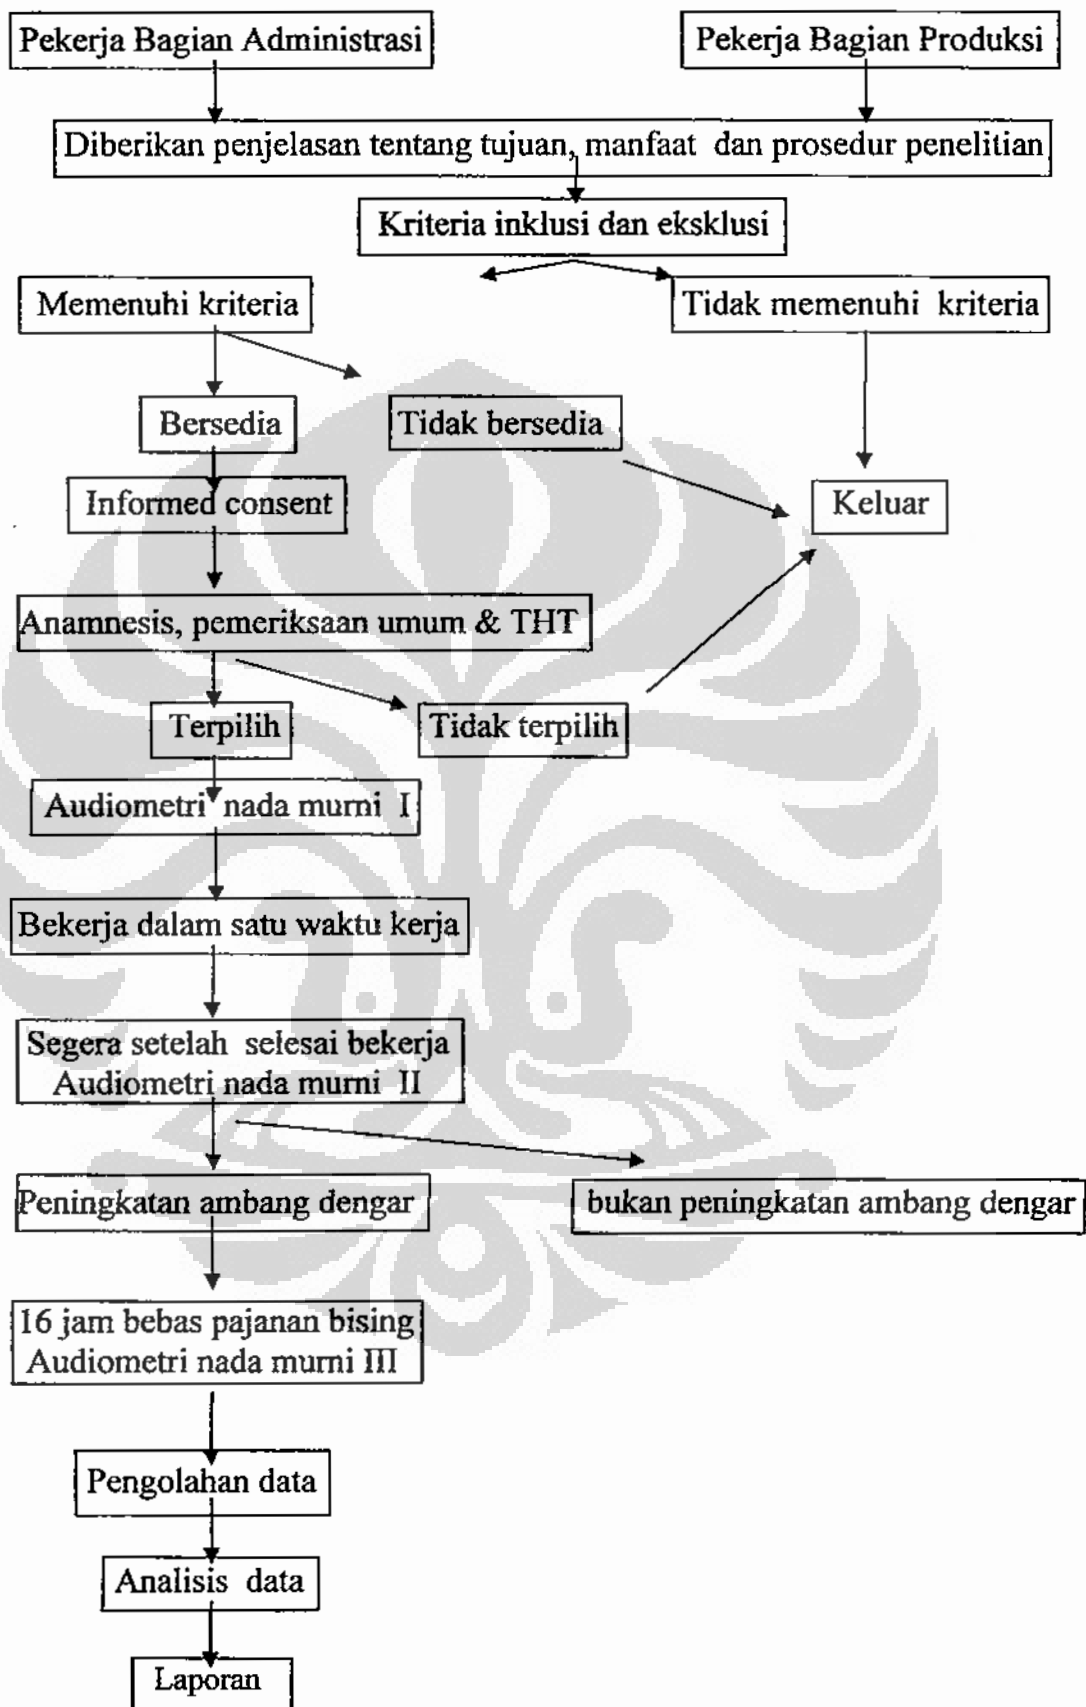 Pekerja Bagian Administrasi
Pekerja Bagian Produksi
Diberikan penjelasan tentang tujuan, manfaat dan prosedur penelitian
Kriteria inklusi dan eksklusi
Memenuhi kriteria
Tidak memenuhi kriteria
Bersedia
Tidak bersedia
Informed consent
Keluar
Anamnesis, pemeriksaan umum & THT
Terpilih
Tidak terpilih
Audiometri nada murni I
Bekerja dalam satu waktu kerja
Segera setelah selesai bekerja
Audiometri nada murni II
Peningkatan ambang dengar
bukan peningkatan ambang dengar
16 jam bebas pajanan bising
Audiometri nada murni III
Pengolahan data
Analisis data
Laporan